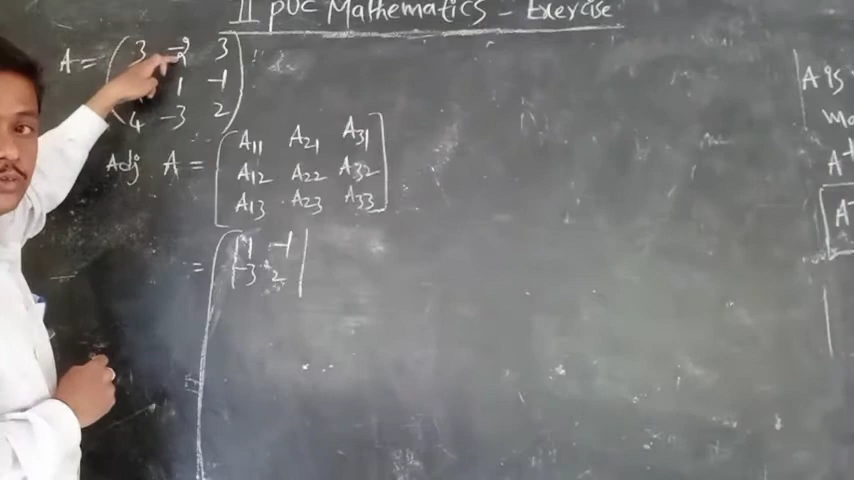 II PUC Mathematics - Exercise
A = ( 3 -2 3
1 -1
4 -3 2 )
Adj A = [ A11 A21 A31
A12 A22 A32
A13 A23 A33 ]
= ( | 1 -1
-3 2 |
A is
A
A